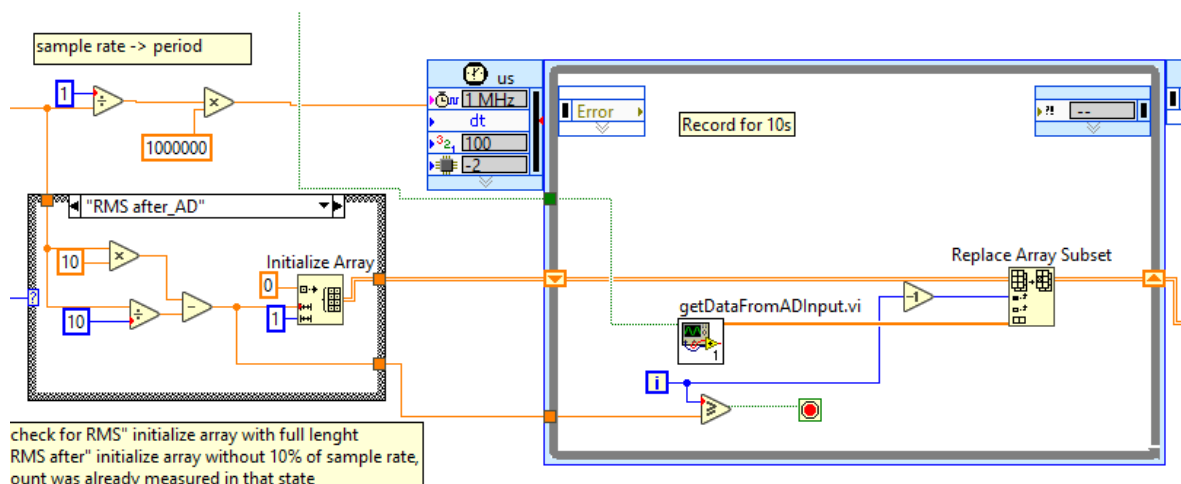 sample rate -> period
1
1000000
us
1 MHz
dt
321
100
-2
Error
Record for 10s
?! --
"RMS after_AD"
10
Initialize Array
0
10
1
?
Replace Array Subset
-1
getDataFromADInput.vi
1
i
check for RMS" initialize array with full lenght
RMS after" initialize array without 10% of sample rate,
ount was already measured in that state